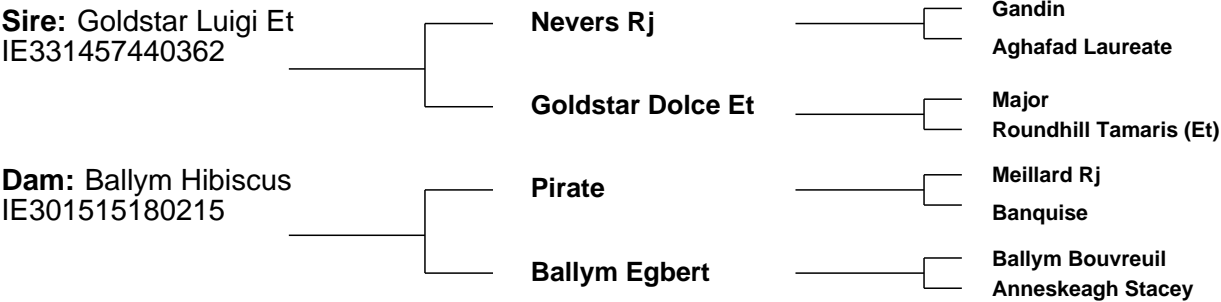 Sire: Goldstar Luigi Et
IE331457440362
Nevers Rj
Gandin
Aghafad Laureate
Goldstar Dolce Et
Major
Roundhill Tamaris (Et)
Dam: Ballym Hibiscus
IE301515180215
Pirate
Meillard Rj
Banquise
Ballym Egbert
Ballym Bouvreuil
Anneskeagh Stacey